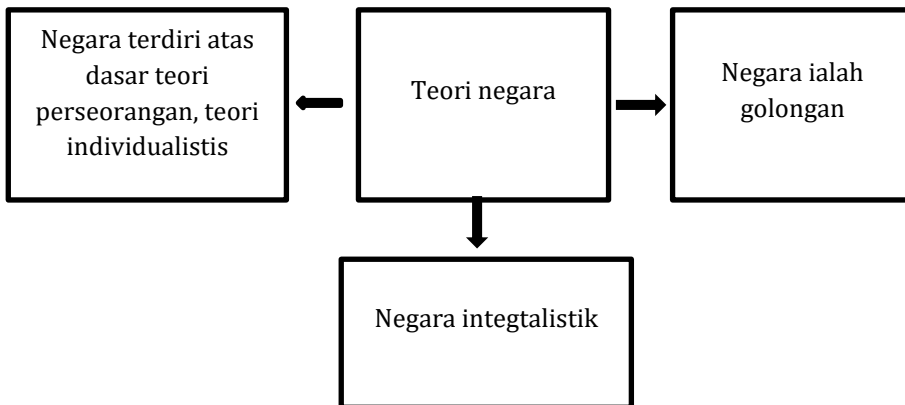 Negara terdiri atas
dasar teori
perseorangan, teori
individualistis
Teori negara
Negara ialah
golongan
Negara integtalistik